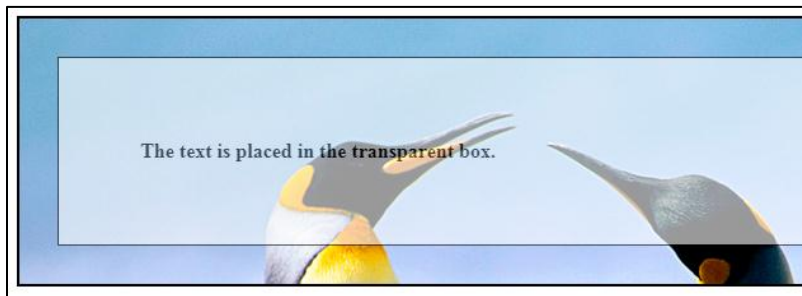 The text is placed in the transparent box.